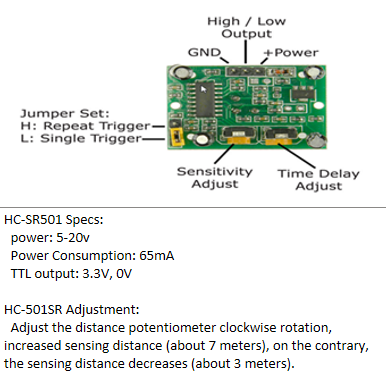 High / Low
Output
GND
+Power
Jumper Set:
H: Repeat Trigger
L: Single Trigger
Sensitivity
Adjust
Time Delay
Adjust
HC-SR501 Specs:
power: 5-20v
Power Consumption: 65mA
TTL output: 3.3V, 0V
HC-501SR Adjustment:
Adjust the distance potentiometer clockwise rotation,
increased sensing distance (about 7 meters), on the contrary,
the sensing distance decreases (about 3 meters).